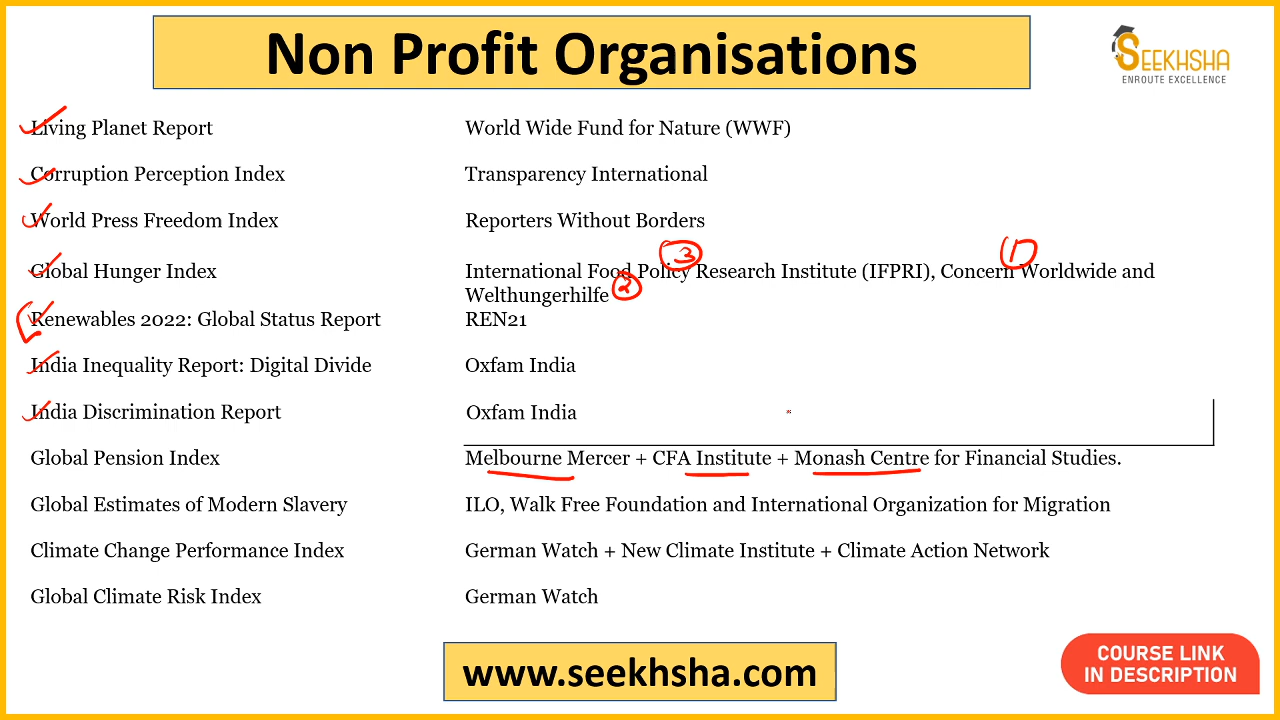 Non Profit Organisations
SEEKHSHA
ENROUTE EXCELLENCE
Living Planet Report World Wide Fund for Nature (WWF)
Corruption Perception Index Transparency International
World Press Freedom Index Reporters Without Borders
3 1
Global Hunger Index International Food Policy Research Institute (IFPRI), Concern Worldwide and
Welthungerhilfe 2
Renewables 2022: Global Status Report REN21
India Inequality Report: Digital Divide Oxfam India
India Discrimination Report Oxfam India
Global Pension Index Melbourne Mercer + CFA Institute + Monash Centre for Financial Studies.
Global Estimates of Modern Slavery ILO, Walk Free Foundation and International Organization for Migration
Climate Change Performance Index German Watch + New Climate Institute + Climate Action Network
Global Climate Risk Index German Watch
www.seekhsha.com
COURSE LINK
IN DESCRIPTION